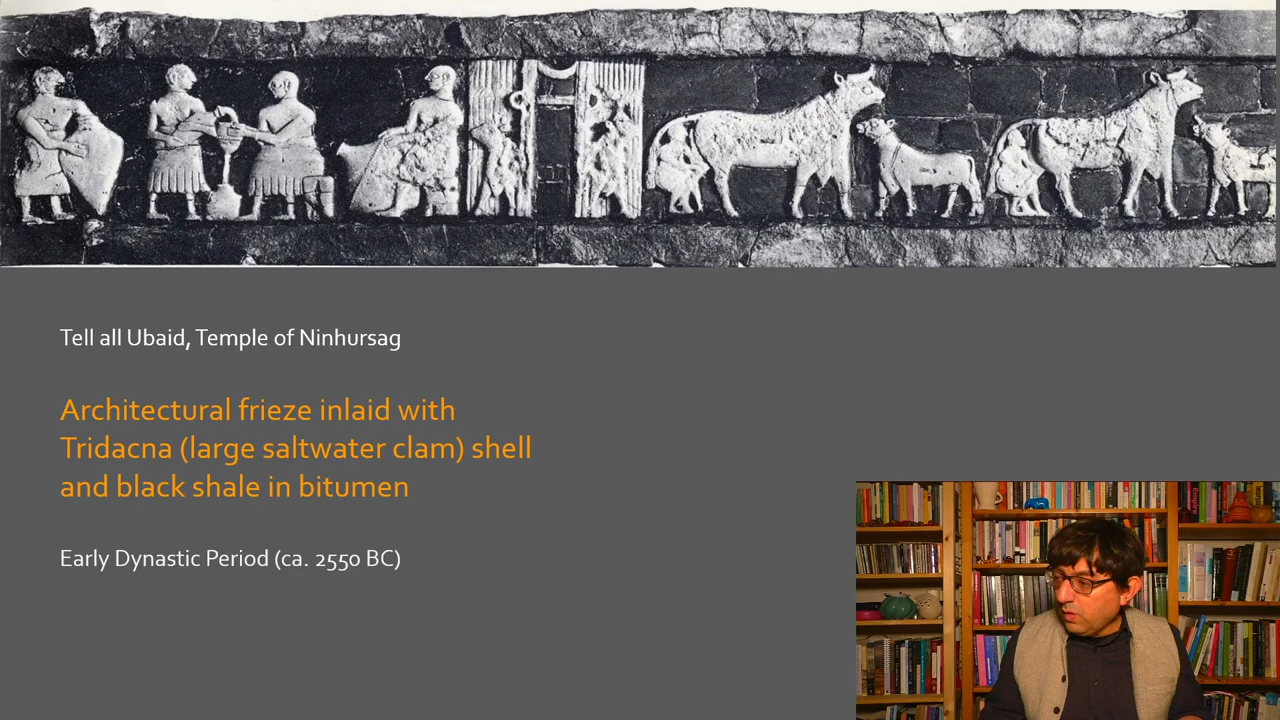 Tell all Ubaid, Temple of Ninhursag
Architectural frieze inlaid with
Tridacna (large saltwater clam) shell
and black shale in bitumen
Early Dynastic Period (ca. 2550 BC)